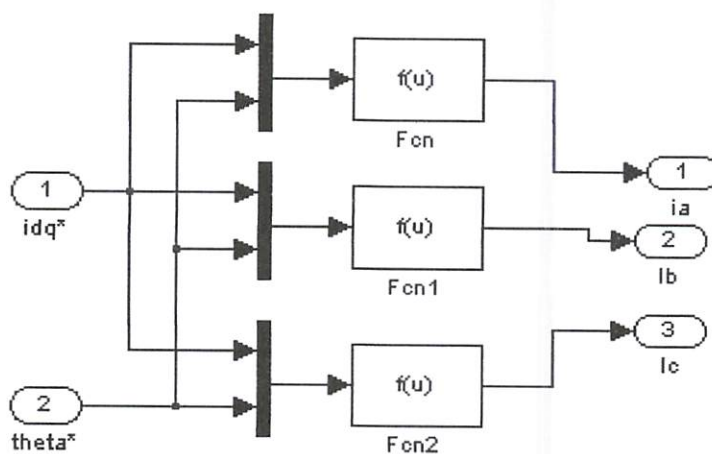 f(u)
Fcn
1
idq*
1
ia
f(u)
Fcn1
2
Ib
3
Ic
f(u)
Fcn2
2
theta*